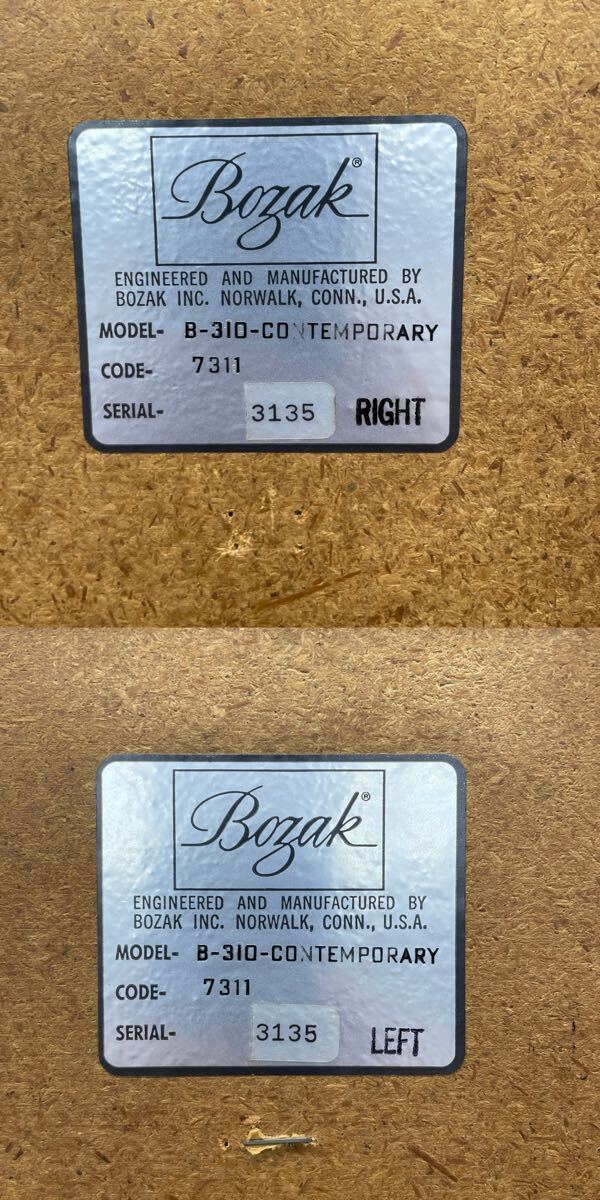 Bozak®
ENGINEERED AND MANUFACTURED BY
BOZAK INC. NORWALK, CONN., U.S.A.
MODEL- B-310-CONTEMPORARY
CODE- 7311
SERIAL- 3135 RIGHT
Bozak®
ENGINEERED AND MANUFACTURED BY
BOZAK INC. NORWALK, CONN., U.S.A.
MODEL- B-310-CONTEMPORARY
CODE- 7311
SERIAL- 3135 LEFT